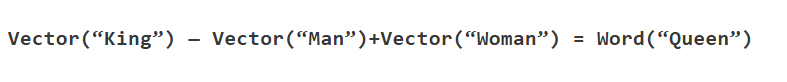 Vector(“King”) – Vector(“Man”)+Vector(“Woman”) = Word(“Queen”)